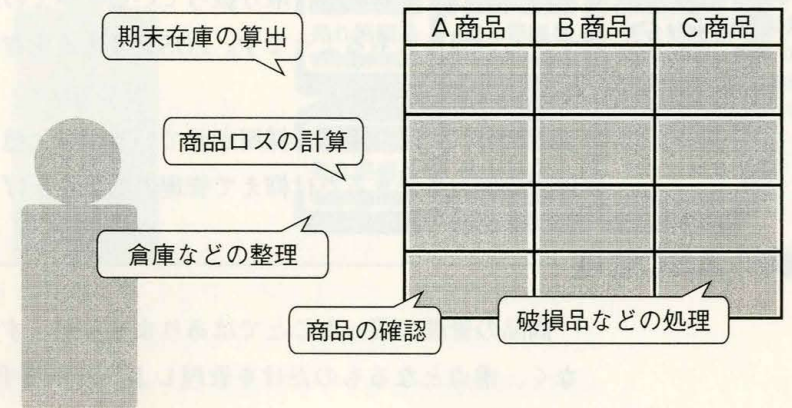 期末在庫の算出
A商品 B商品 C商品
商品ロスの計算
倉庫などの整理
商品の確認
破損品などの処理